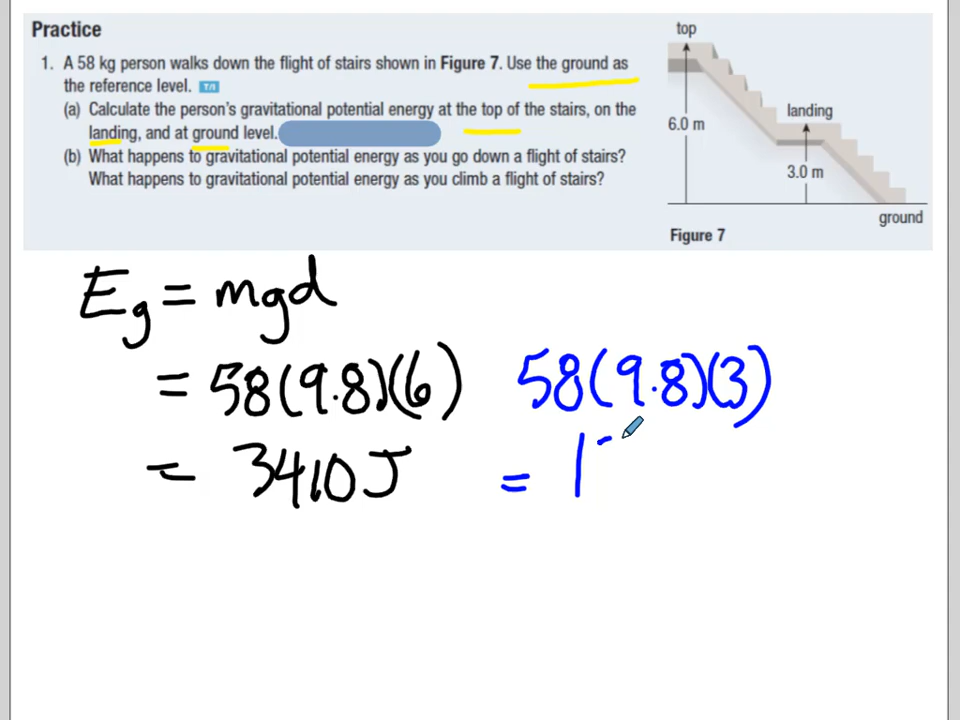 Practice
1. A 58 kg person walks down the flight of stairs shown in Figure 7. Use the ground as
the reference level. T/I
(a) Calculate the person's gravitational potential energy at the top of the stairs, on the
landing, and at ground level.
(b) What happens to gravitational potential energy as you go down a flight of stairs?
What happens to gravitational potential energy as you climb a flight of stairs?
top
landing
6.0 m
3.0 m
ground
Figure 7
Eg = mgd
= 58(9.8)(6) 58(9.8)(3)
= 3410J = 1